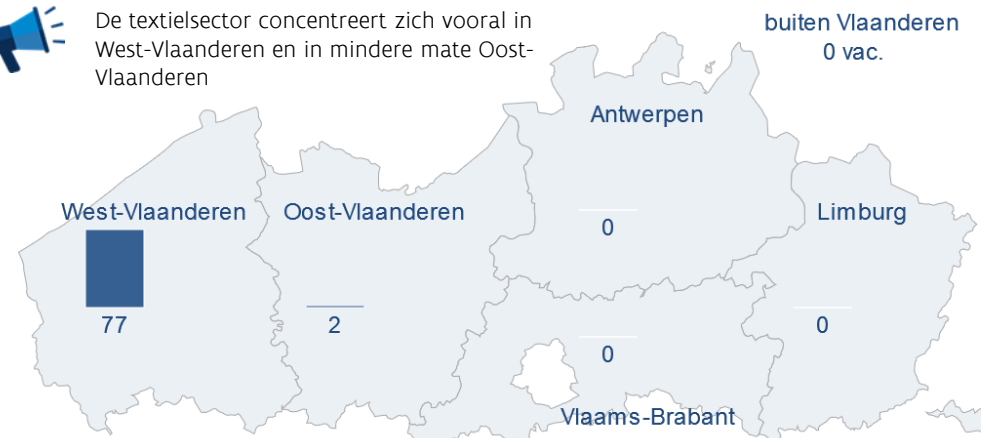 De textielsector concentreert zich vooral in
West-Vlaanderen en in mindere mate Oost-
Vlaanderen
buiten Vlaanderen
0 vac.
Antwerpen
0
West-Vlaanderen
77
Oost-Vlaanderen
2
Limburg
0
0
Vlaams-Brabant